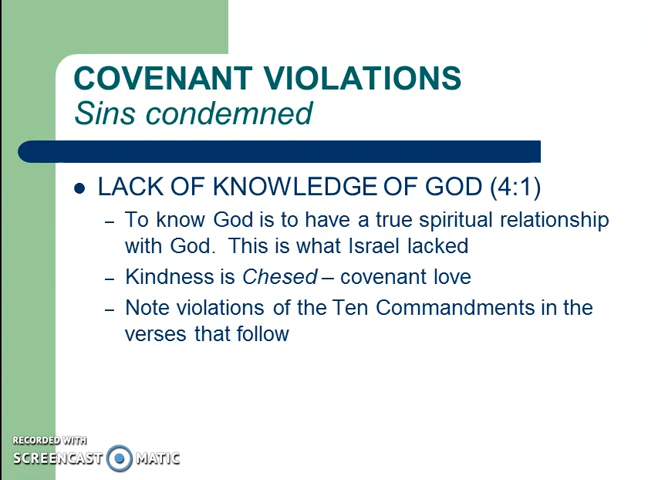 COVENANT VIOLATIONS
Sins condemned
LACK OF KNOWLEDGE OF GOD (4:1)
– To know God is to have a true spiritual relationship
with God. This is what Israel lacked
– Kindness is Chesed – covenant love
– Note violations of the Ten Commandments in the
verses that follow
RECORDED WITH
SCREENCAST MATIC